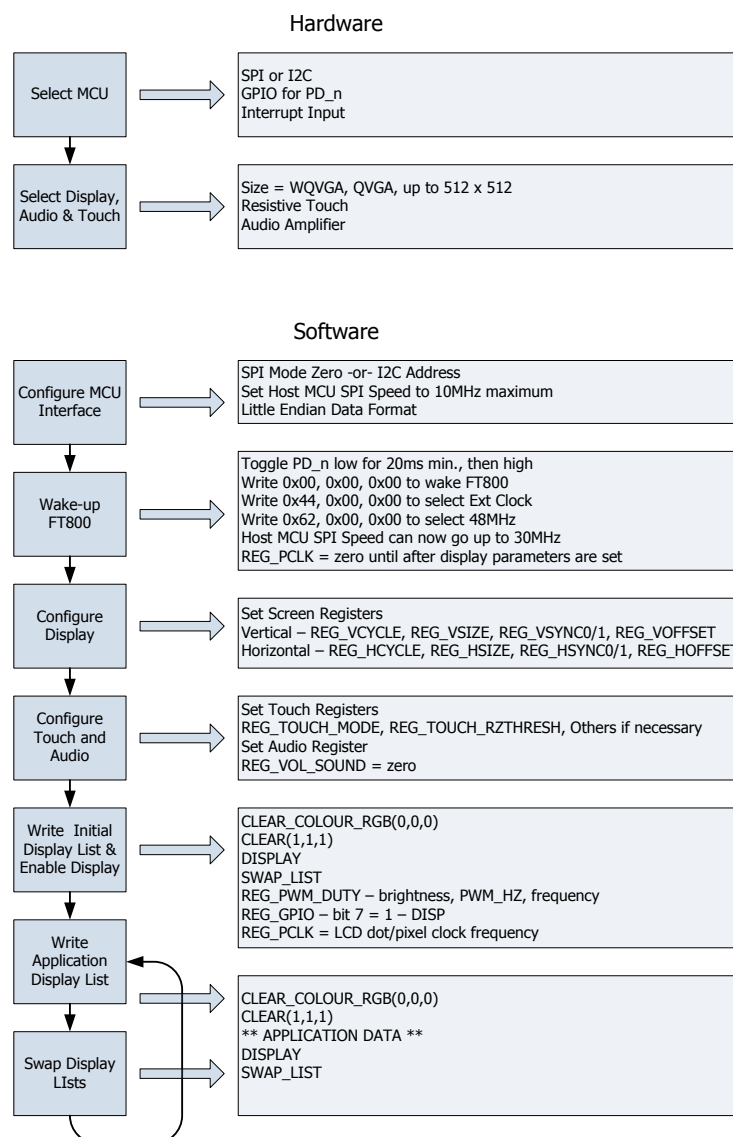 Hardware
Select MCU
SPI or I2C
GPIO for PD_n
Interrupt Input
Select Display,
Audio & Touch
Size = WQVGA, QVGA, up to 512 x 512
Resistive Touch
Audio Amplifier
Software
Configure MCU
Interface
SPI Mode Zero -or- I2C Address
Set Host MCU SPI Speed to 10MHz maximum
Little Endian Data Format
Wake-up
FT800
Toggle PD_n low for 20ms min., then high
Write 0x00, 0x00, 0x00 to wake FT800
Write 0x44, 0x00, 0x00 to select Ext Clock
Write 0x62, 0x00, 0x00 to select 48MHz
Host MCU SPI Speed can now go up to 30MHz
REG_PCLK = zero until after display parameters are set
Configure
Display
Set Screen Registers
Vertical – REG_VCYCLE, REG_VSIZE, REG_VSYNC0/1, REG_VOFFSET
Horizontal – REG_HCYCLE, REG_HSIZE, REG_HSYNC0/1, REG_HOFFSET
Configure
Touch and
Audio
Set Touch Registers
REG_TOUCH_MODE, REG_TOUCH_RZTHRESH, Others if necessary
Set Audio Register
REG_VOL_SOUND = zero
Write Initial
Display List &
Enable Display
CLEAR_COLOUR_RGB(0,0,0)
CLEAR(1,1,1)
DISPLAY
SWAP_LIST
REG_PWM_DUTY – brightness, PWM_HZ, frequency
REG_GPIO – bit 7 = 1 – DISP
REG_PCLK = LCD dot/pixel clock frequency
Write
Application
Display List
CLEAR_COLOUR_RGB(0,0,0)
CLEAR(1,1,1)
** APPLICATION DATA **
DISPLAY
SWAP_LIST
Swap Display
LIsts